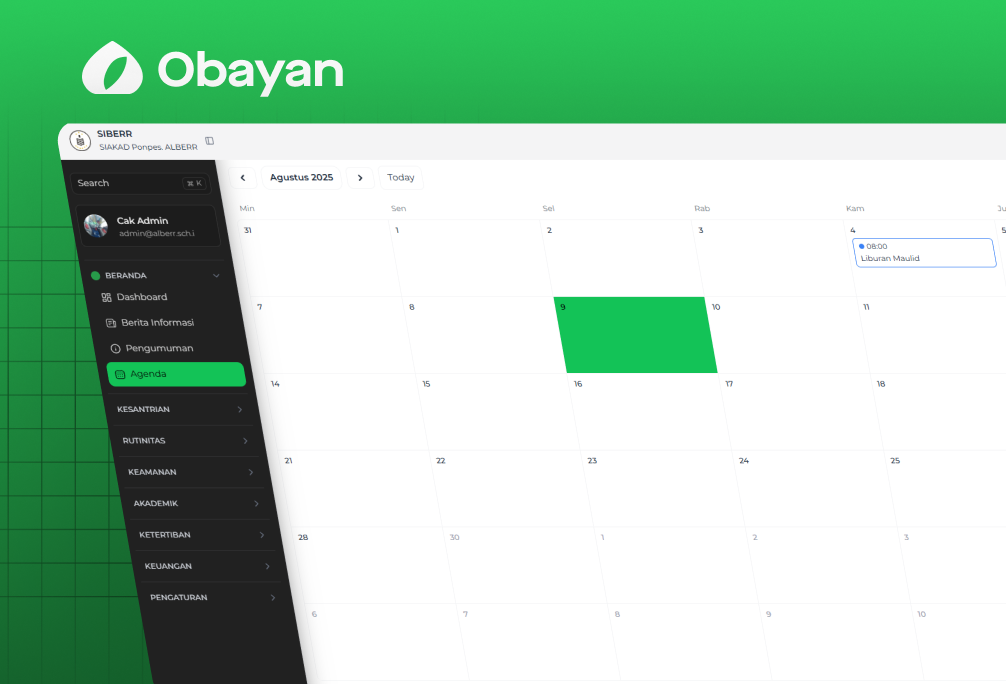 Obayan
SIBERR
SIAKAD Ponpes. ALBERR
Search
⌘ K
Cak Admin
admin@alberr.sch.i
BERANDA
Dashboard
Berita Informasi
Pengumuman
Agenda
KESANTRIAN
RUTINITAS
KEAMANAN
AKADEMIK
KETERTIBAN
KEUANGAN
PENGATURAN
Agustus 2025
Today
Min Sen Sel Rab Kam Ju
31 1 2 3 4 5
08:00
Liburan Maulid
7 8 9 10 11
14 15 16 17 18
21 22 23 24 25
28 30 1 2 3
6 7 8 9 10